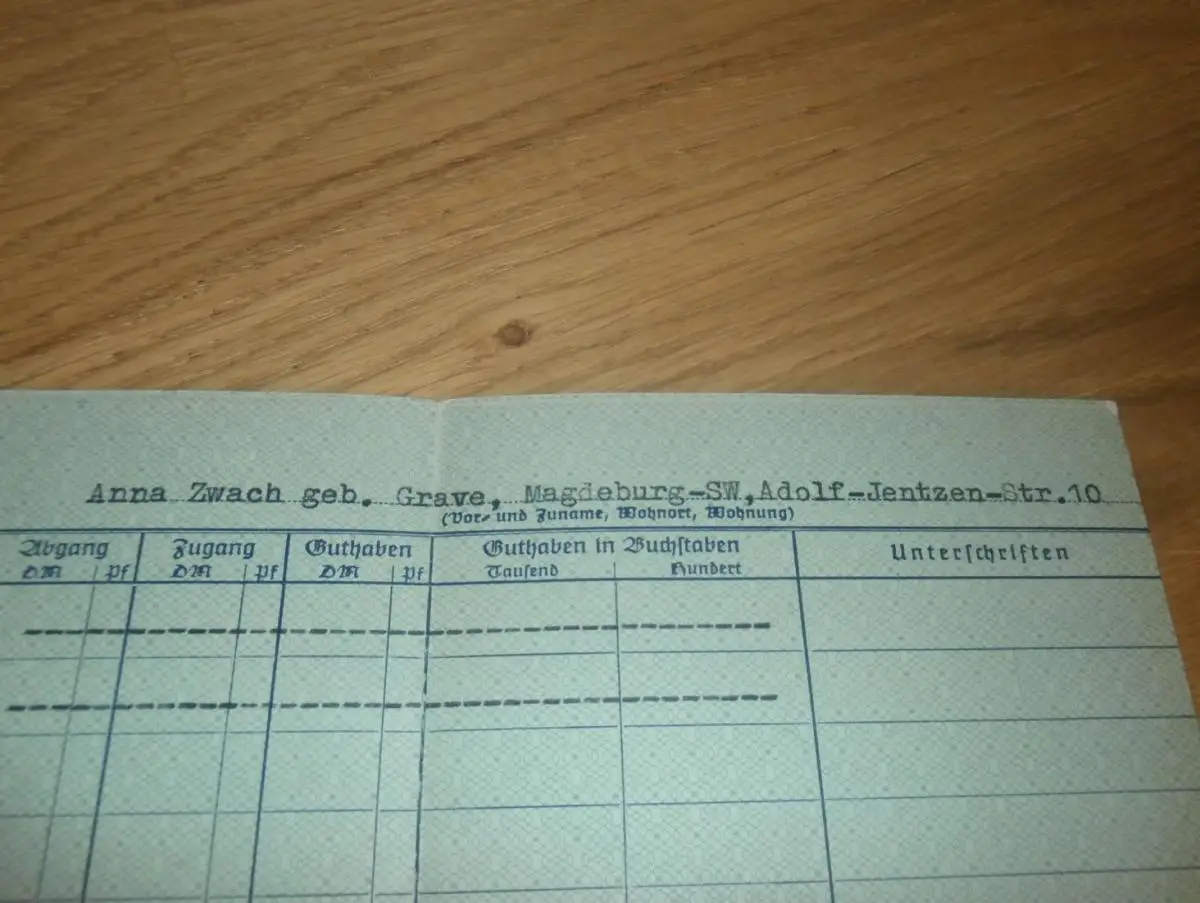 Anna Zwach geb. Grave, Magdeburg-SW, Adolf-Jentzen-Str.10
(Vor- und Zuname, Wohnort, Wohnung)
Abgang Zugang Guthaben Guthaben in Buchstaben Unterschriften
DM Pf DM Pf DM Pf Tausend Hundert